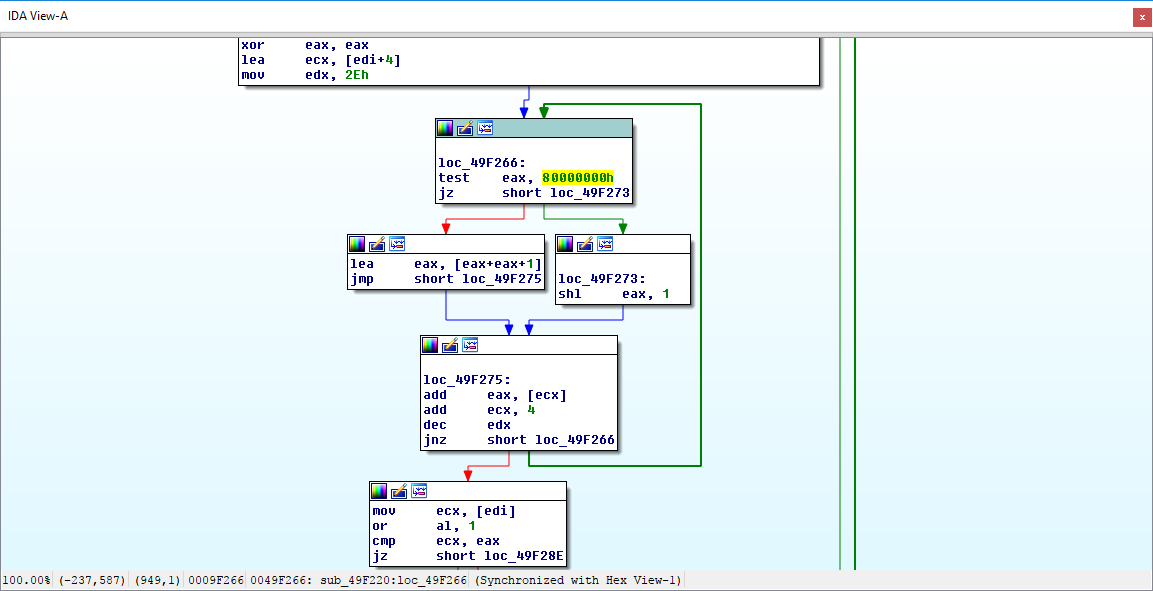 IDA View-A
x
xor eax, eax
lea ecx, [edi+4]
mov edx, 2Eh
loc_49F266:
test eax, 80000000h
jz short loc_49F273
lea eax, [eax+eax+1]
jmp short loc_49F275
loc_49F273:
shl eax, 1
loc_49F275:
add eax, [ecx]
add ecx, 4
dec edx
jnz short loc_49F266
mov ecx, [edi]
or al, 1
cmp ecx, eax
jz short loc_49F28E
100.00% (-237,587) (949,1) 0009F266 0049F266: sub_49F220:loc_49F266 (Synchronized with Hex View-1)